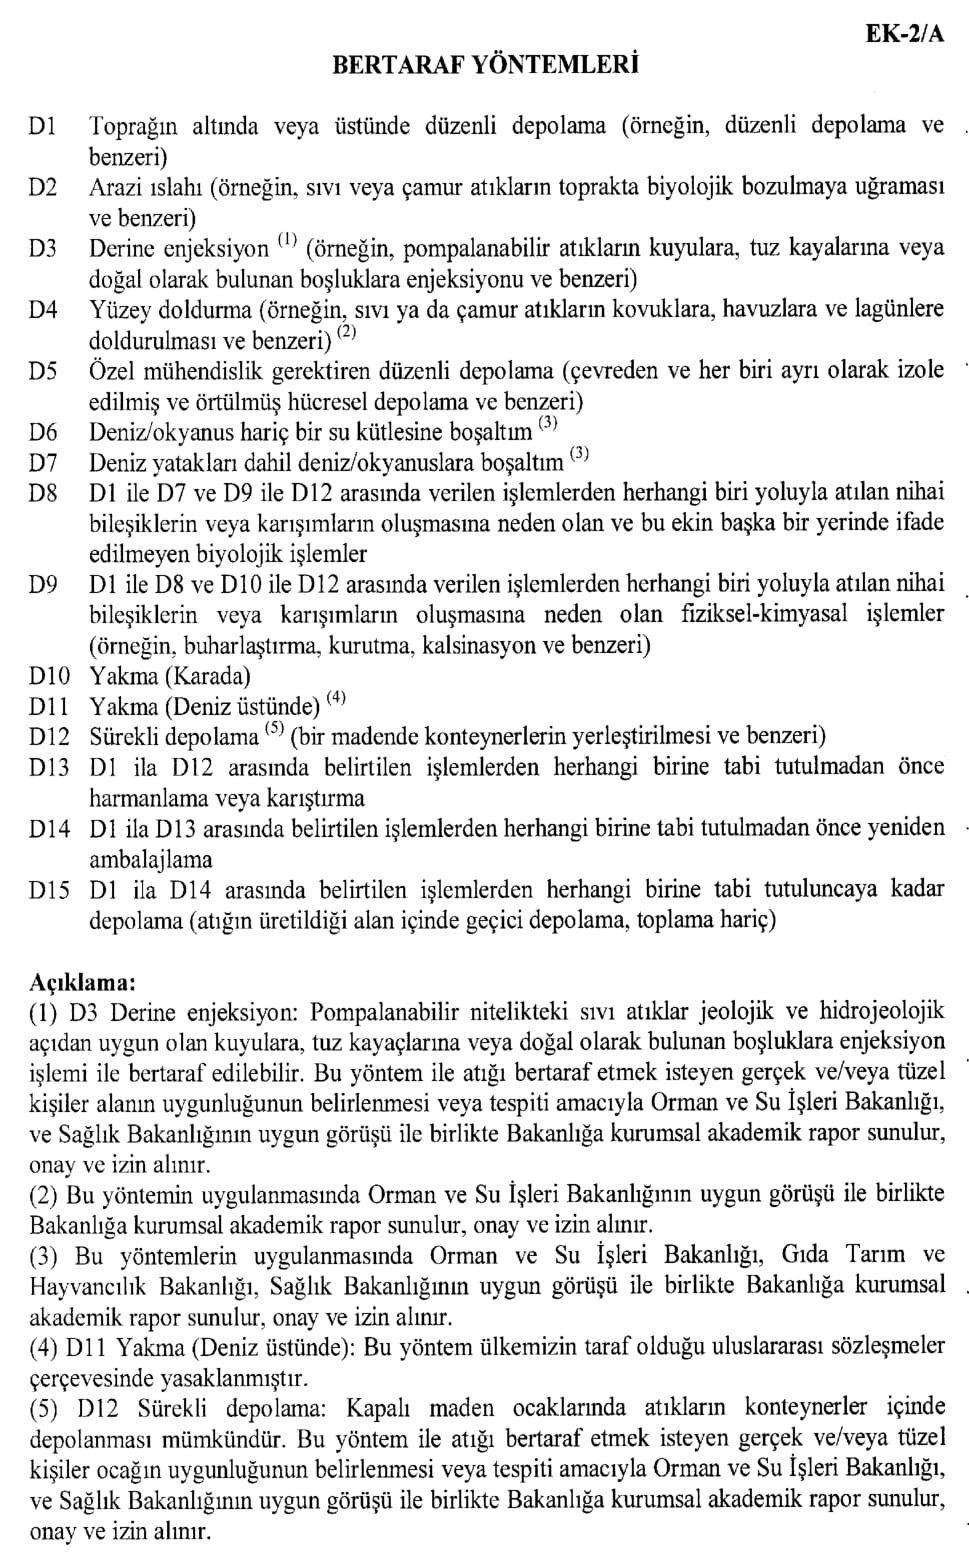 EK-2/A
BERTARAF YÖNTEMLERİ
D1 Toprağın altında veya üstünde düzenli depolama (örneğin, düzenli depolama ve
benzeri)
D2 Arazi ıslahı (örneğin, sıvı veya çamur atıkların toprakta biyolojik bozulmaya uğraması
ve benzeri)
D3 Derine enjeksiyon (1) (örneğin, pompalanabilir atıkların kuyulara, tuz kayalarına veya
doğal olarak bulunan boşluklara enjeksiyonu ve benzeri)
D4 Yüzey doldurma (örneğin, sıvı ya da çamur atıkların kovuklara, havuzlara ve lagünlere
doldurulması ve benzeri) (2)
D5 Özel mühendislik gerektiren düzenli depolama (çevreden ve her biri ayrı olarak izole
edilmiş ve örtülmüş hücresel depolama ve benzeri)
D6 Deniz/okyanus hariç bir su kütlesine boşaltım (3)
D7 Deniz yatakları dahil deniz/okyanuslara boşaltım (3)
D8 D1 ile D7 ve D9 ile D12 arasında verilen işlemlerden herhangi biri yoluyla atılan nihai
bileşiklerin veya karışımların oluşmasına neden olan ve bu ekin başka bir yerinde ifade
edilmeyen biyolojik işlemler
D9 D1 ile D8 ve D10 ile D12 arasında verilen işlemlerden herhangi biri yoluyla atılan nihai
bileşiklerin veya karışımların oluşmasına neden olan fiziksel-kimyasal işlemler
(örneğin, buharlaştırma, kurutma, kalsinasyon ve benzeri)
D10 Yakma (Karada)
D11 Yakma (Deniz üstünde) (4)
D12 Sürekli depolama (5) (bir madende konteynerlerin yerleştirilmesi ve benzeri)
D13 D1 ila D12 arasında belirtilen işlemlerden herhangi birine tabi tutulmadan önce
harmanlama veya karıştırma
D14 D1 ila D13 arasında belirtilen işlemlerden herhangi birine tabi tutulmadan önce yeniden
ambalajlama
D15 D1 ila D14 arasında belirtilen işlemlerden herhangi birine tabi tutuluncaya kadar
depolama (atığın üretildiği alan içinde geçici depolama, toplama hariç)
Açıklama:
(1) D3 Derine enjeksiyon: Pompalanabilir nitelikteki sıvı atıklar jeolojik ve hidrojeolojik
açıdan uygun olan kuyulara, tuz kayaçlarına veya doğal olarak bulunan boşluklara enjeksiyon
işlemi ile bertaraf edilebilir. Bu yöntem ile atığı bertaraf etmek isteyen gerçek ve/veya tüzel
kişiler alanın uygunluğunun belirlenmesi veya tespiti amacıyla Orman ve Su İşleri Bakanlığı,
ve Sağlık Bakanlığının uygun görüşü ile birlikte Bakanlığa kurumsal akademik rapor sunulur,
onay ve izin alınır.
(2) Bu yöntemin uygulanmasında Orman ve Su İşleri Bakanlığının uygun görüşü ile birlikte
Bakanlığa kurumsal akademik rapor sunulur, onay ve izin alınır.
(3) Bu yöntemlerin uygulanmasında Orman ve Su İşleri Bakanlığı, Gıda Tarım ve
Hayvancılık Bakanlığı, Sağlık Bakanlığının uygun görüşü ile birlikte Bakanlığa kurumsal
akademik rapor sunulur, onay ve izin alınır.
(4) D11 Yakma (Deniz üstünde): Bu yöntem ülkemizin taraf olduğu uluslararası sözleşmeler
çerçevesinde yasaklanmıştır.
(5) D12 Sürekli depolama: Kapalı maden ocaklarında atıkların konteynerler içinde
depolanması mümkündür. Bu yöntem ile atığı bertaraf etmek isteyen gerçek ve/veya tüzel
kişiler ocağın uygunluğunun belirlenmesi veya tespiti amacıyla Orman ve Su İşleri Bakanlığı,
ve Sağlık Bakanlığının uygun görüşü ile birlikte Bakanlığa kurumsal akademik rapor sunulur,
onay ve izin alınır.